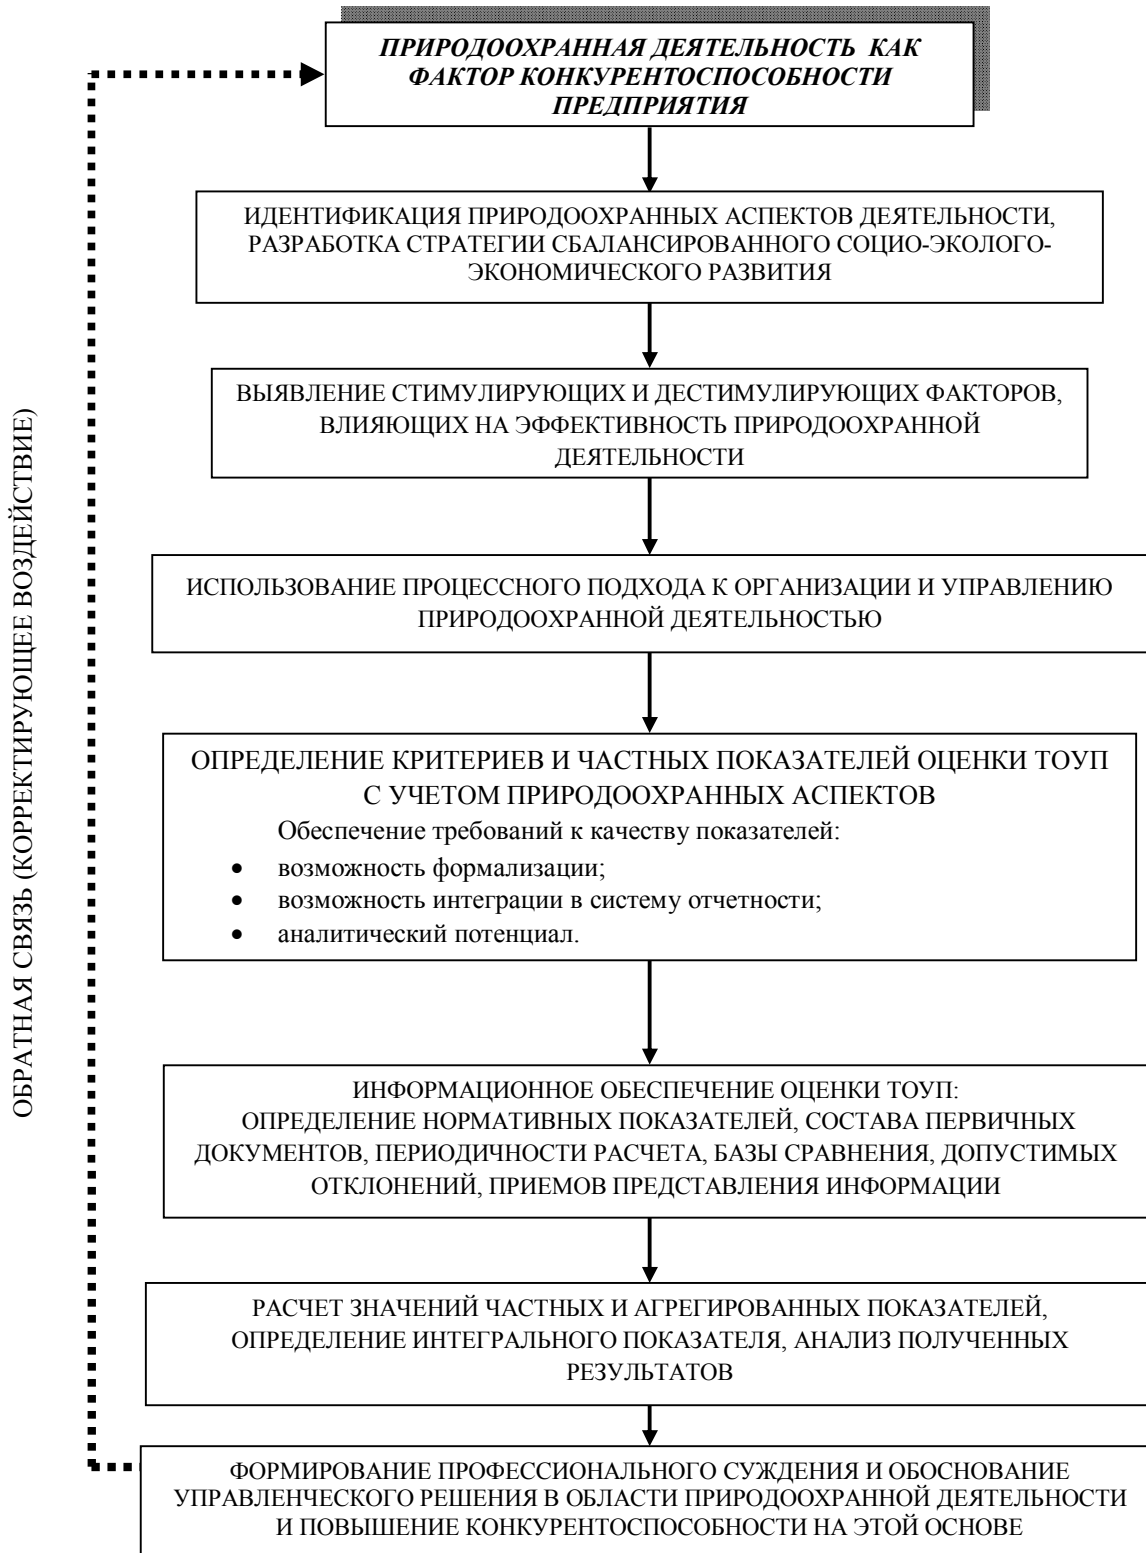 ПРИРОДООХРАННАЯ ДЕЯТЕЛЬНОСТЬ КАК
ФАКТОР КОНКУРЕНТОСПОСОБНОСТИ
ПРЕДПРИЯТИЯ
ИДЕНТИФИКАЦИЯ ПРИРОДООХРАННЫХ АСПЕКТОВ ДЕЯТЕЛЬНОСТИ,
РАЗРАБОТКА СТРАТЕГИИ СБАЛАНСИРОВАННОГО СОЦИО-ЭКОЛОГО-
ЭКОНОМИЧЕСКОГО РАЗВИТИЯ
ВЫЯВЛЕНИЕ СТИМУЛИРУЮЩИХ И ДЕСТИМУЛИРУЮЩИХ ФАКТОРОВ,
ВЛИЯЮЩИХ НА ЭФФЕКТИВНОСТЬ ПРИРОДООХРАННОЙ
ДЕЯТЕЛЬНОСТИ
ИСПОЛЬЗОВАНИЕ ПРОЦЕССНОГО ПОДХОДА К ОРГАНИЗАЦИИ И УПРАВЛЕНИЮ
ПРИРОДООХРАННОЙ ДЕЯТЕЛЬНОСТЬЮ
ОПРЕДЕЛЕНИЕ КРИТЕРИЕВ И ЧАСТНЫХ ПОКАЗАТЕЛЕЙ ОЦЕНКИ ТОУП
С УЧЕТОМ ПРИРОДООХРАННЫХ АСПЕКТОВ
Обеспечение требований к качеству показателей:
• возможность формализации;
• возможность интеграции в систему отчетности;
• аналитический потенциал.
ИНФОРМАЦИОННОЕ ОБЕСПЕЧЕНИЕ ОЦЕНКИ ТОУП:
ОПРЕДЕЛЕНИЕ НОРМАТИВНЫХ ПОКАЗАТЕЛЕЙ, СОСТАВА ПЕРВИЧНЫХ
ДОКУМЕНТОВ, ПЕРИОДИЧНОСТИ РАСЧЕТА, БАЗЫ СРАВНЕНИЯ, ДОПУСТИМЫХ
ОТКЛОНЕНИЙ, ПРИЕМОВ ПРЕДСТАВЛЕНИЯ ИНФОРМАЦИИ
РАСЧЕТ ЗНАЧЕНИЙ ЧАСТНЫХ И АГРЕГИРОВАННЫХ ПОКАЗАТЕЛЕЙ,
ОПРЕДЕЛЕНИЕ ИНТЕГРАЛЬНОГО ПОКАЗАТЕЛЯ, АНАЛИЗ ПОЛУЧЕННЫХ
РЕЗУЛЬТАТОВ
ФОРМИРОВАНИЕ ПРОФЕССИОНАЛЬНОГО СУЖДЕНИЯ И ОБОСНОВАНИЕ
УПРАВЛЕНЧЕСКОГО РЕШЕНИЯ В ОБЛАСТИ ПРИРОДООХРАННОЙ ДЕЯТЕЛЬНОСТИ
И ПОВЫШЕНИЕ КОНКУРЕНТОСПОСОБНОСТИ НА ЭТОЙ ОСНОВЕ
ОБРАТНАЯ СВЯЗЬ (КОРРЕКТИРУЮЩЕЕ ВОЗДЕЙСТВИЕ)